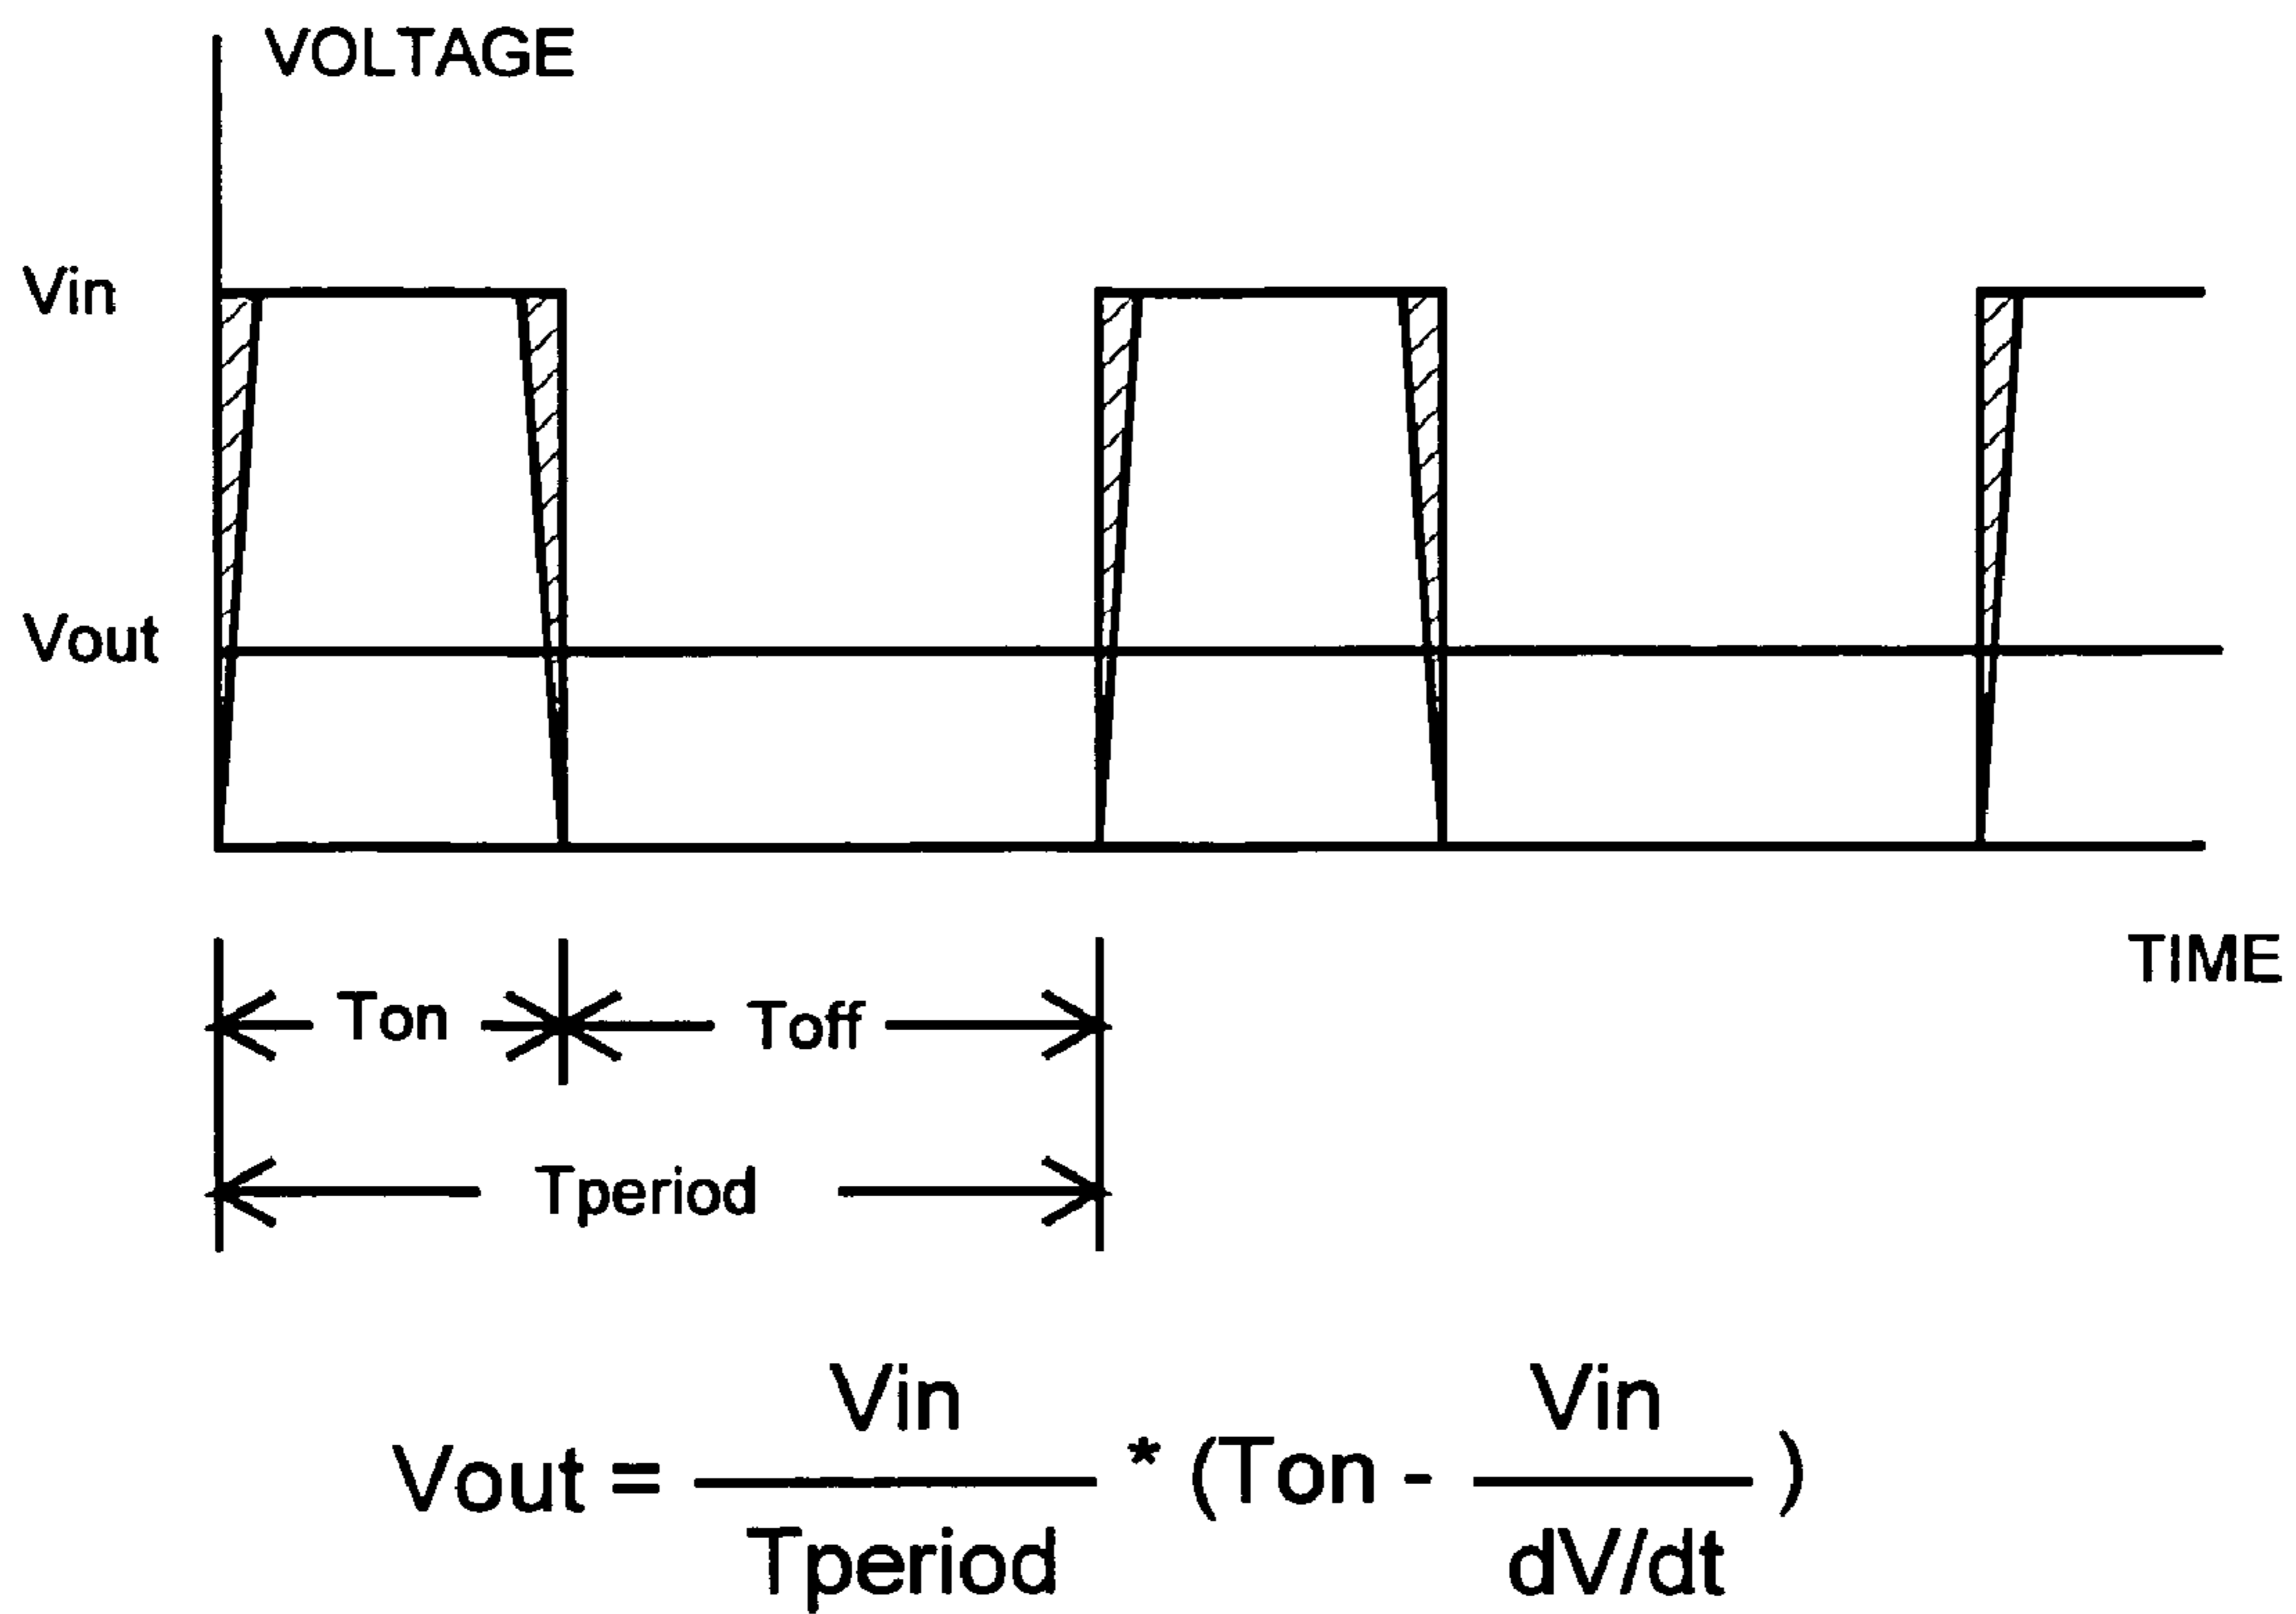 VOLTAGE
Vin
Vout
TIME
Ton
Toff
Tperiod
Vout = Vin / Tperiod * (Ton - Vin / dV/dt )